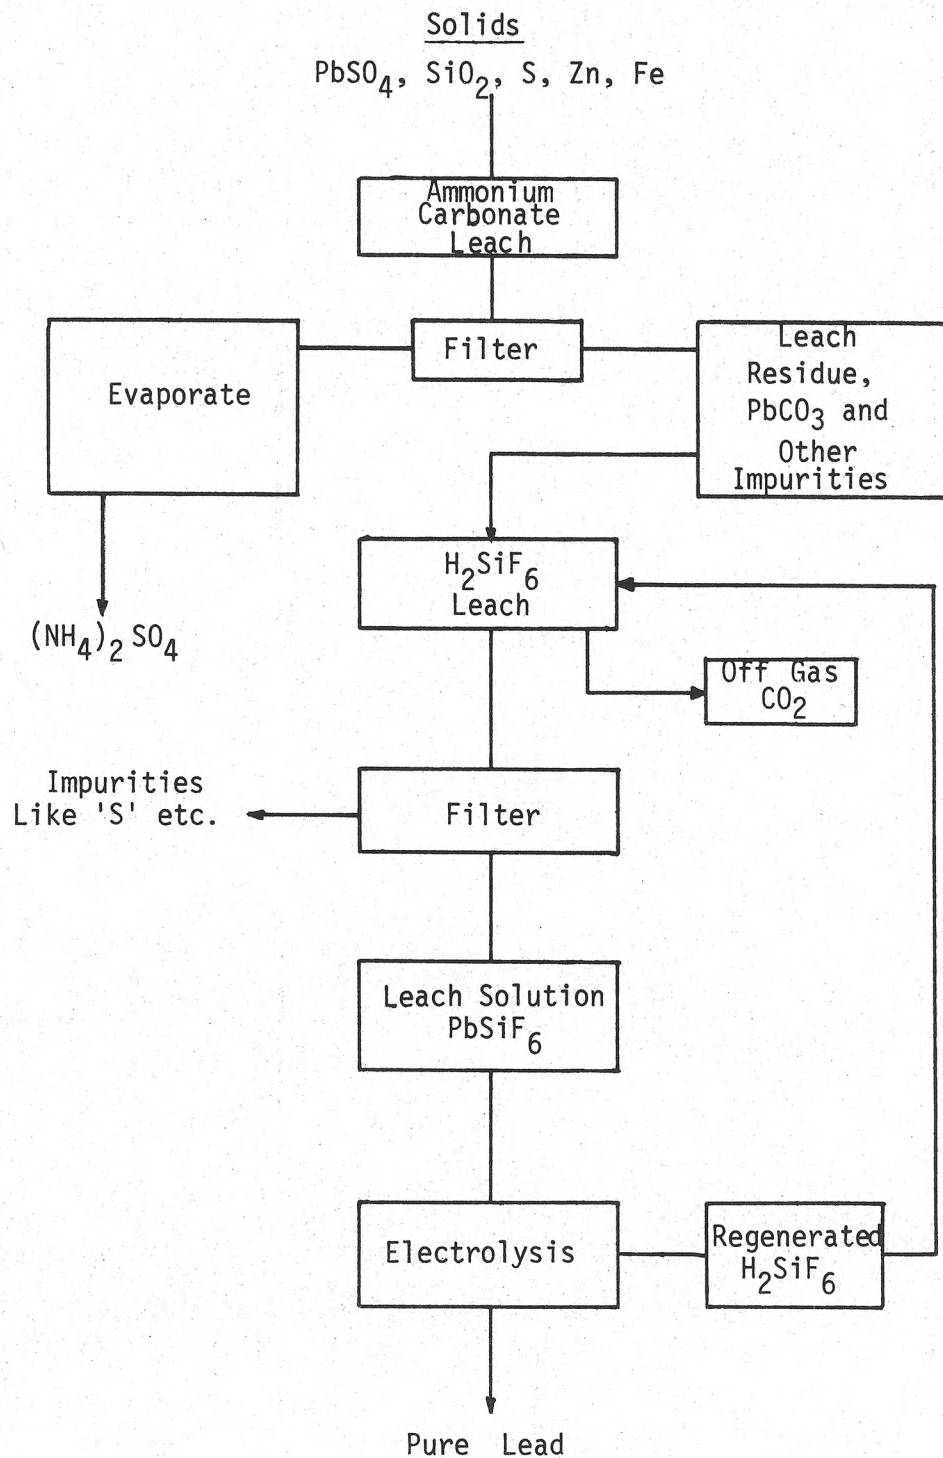 Solids
PbSO4, SiO2, S, Zn, Fe
Ammonium
Carbonate
Leach
Evaporate
Filter
Leach
Residue,
PbCO3 and
Other
Impurities
H2SiF6
Leach
(NH4)2 SO4
Off Gas
CO2
Impurities
Like 'S' etc.
Filter
Leach Solution
PbSiF6
Electrolysis
Regenerated
H2SiF6
Pure Lead